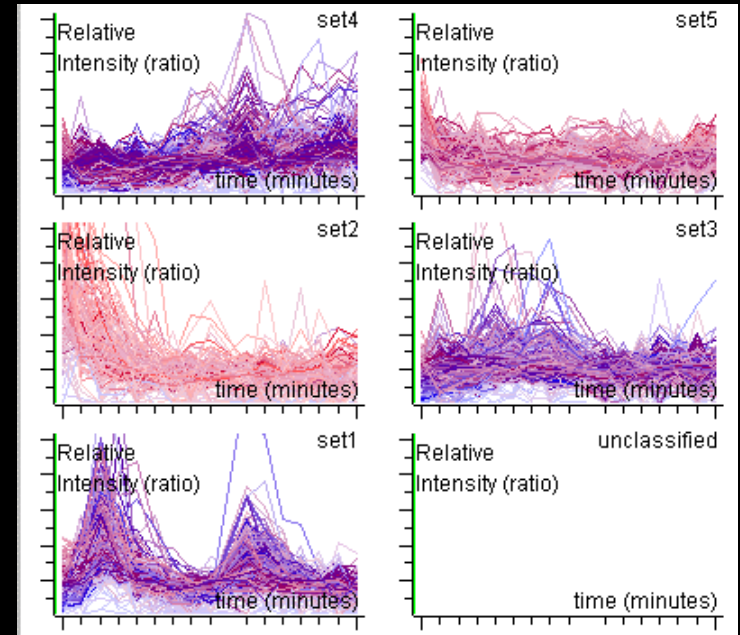 set4
Relative
Intensity (ratio)
time (minutes)
set5
Relative
Intensity (ratio)
time (minutes)
set2
Relative
Intensity (ratio)
time (minutes)
set3
Relative
Intensity (ratio)
time (minutes)
set1
Relative
Intensity (ratio)
time (minutes)
unclassified
Relative
Intensity (ratio)
time (minutes)